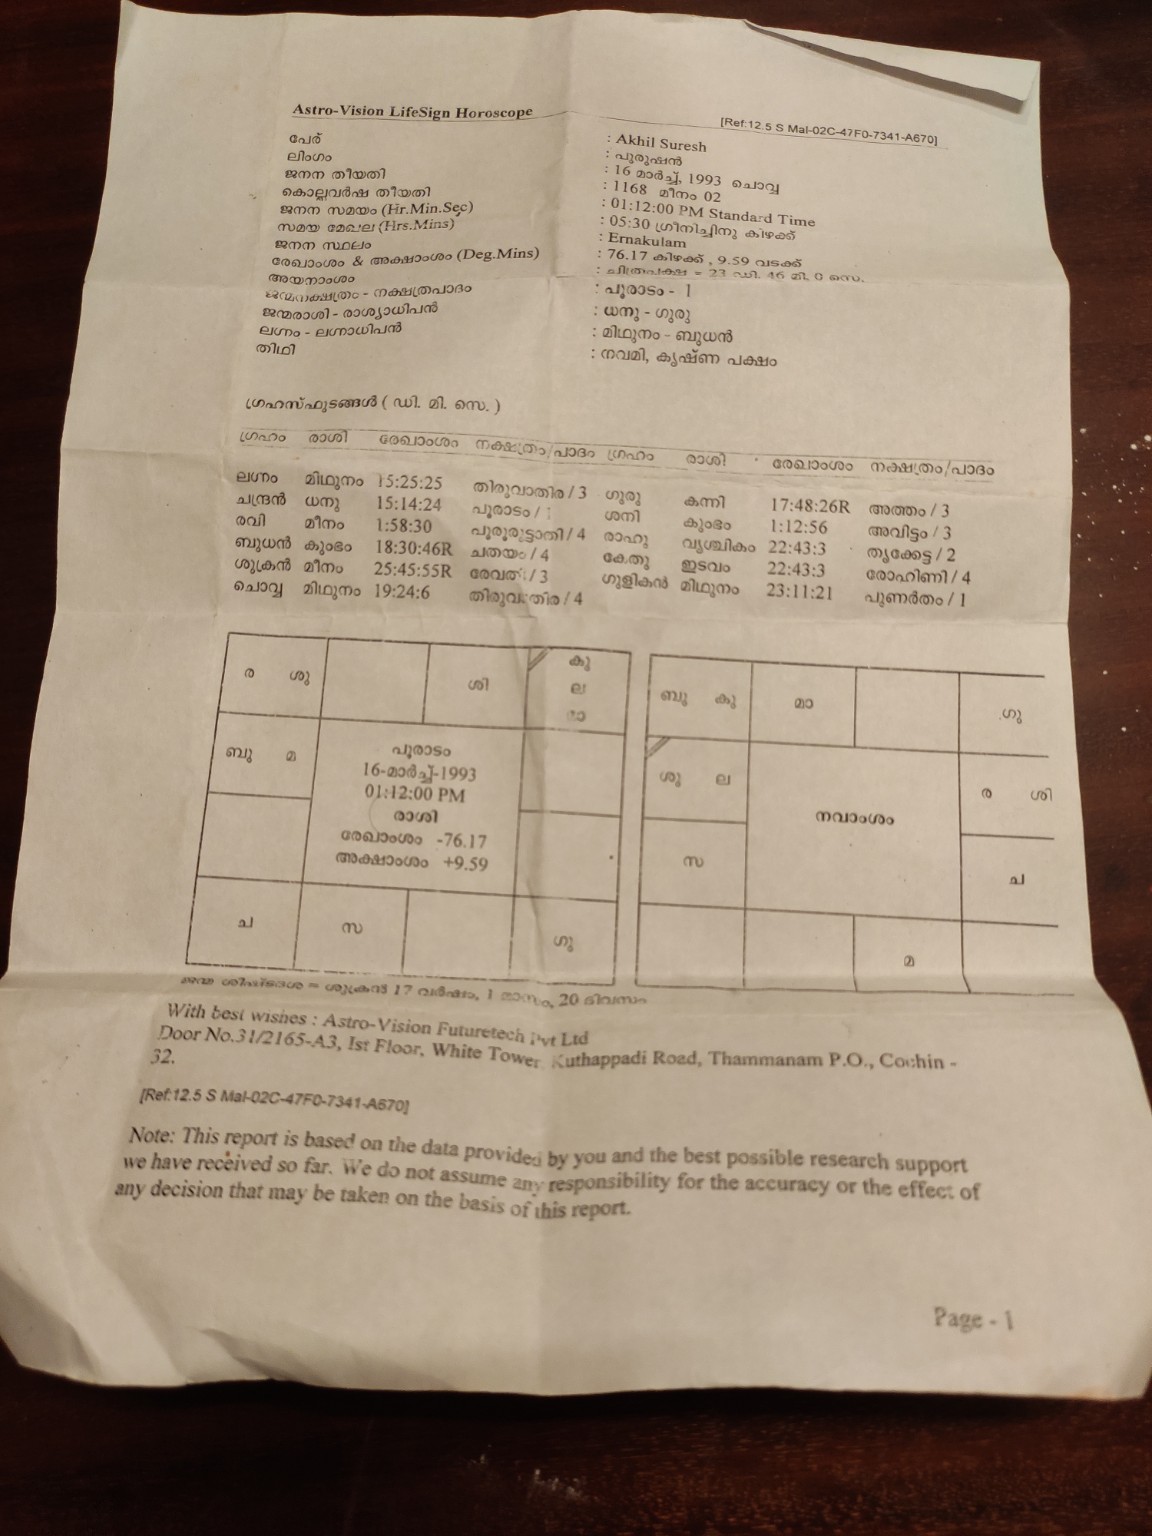 Astro-Vision LifeSign Horoscope
[Ref:12.5 S Mal-02C-47F0-7341-A670]
പേര് : Akhil Suresh
ലിംഗം : പുരുഷൻ
ജനന തീയതി : 16 മാർച്ച്, 1993 ചൊവ്വ
കൊല്ലവർഷ തീയതി : 1168 മീനം 02
ജനന സമയം (Hr.Min.Sec) : 01:12:00 PM Standard Time
സമയ മേഖല (Hrs.Mins) : 05:30 ഗ്രീനിച്ചിനു കിഴക്ക്
ജനന സ്ഥലം : Ernakulam
രേഖാംശം & അക്ഷാംശം (Deg.Mins) : 76.17 കിഴക്ക് , 9.59 വടക്ക്
അയനാംശം : ചിത്രപക്ഷ = 23 ഡി. 46 മി. 0 സെ.
ജന്മനക്ഷത്രം - നക്ഷത്രപാദം : പൂരാടം - 1
ജന്മരാശി - രാശ്യാധിപൻ : ധനു - ഗുരു
ലഗ്നം - ലഗ്നാധിപൻ : മിഥുനം - ബുധൻ
തിഥി : നവമി, കൃഷ്ണ പക്ഷം
ഗ്രഹസ്ഫുടങ്ങൾ ( ഡി. മി. സെ. )
ഗ്രഹം രാശി രേഖാംശം നക്ഷത്രം/പാദം ഗ്രഹം രാശി രേഖാംശം നക്ഷത്രം/പാദം
ലഗ്നം മിഥുനം 15:25:25 തിരുവാതിര / 3 ഗുരു കന്നി 17:48:26R അത്തം / 3
ചന്ദ്രൻ ധനു 15:14:24 പൂരാടം / ശനി കുംഭം 1:12:56 അവിട്ടം / 3
രവി മീനം 1:58:30 പൂരുരുട്ടാതി / 4 രാഹു വൃശ്ചികം 22:43:3 തൃക്കേട്ട / 2
ബുധൻ കുംഭം 18:30:46R ചതയം / 4 കേതു ഇടവം 22:43:3 രോഹിണി / 4
ശുക്രൻ മീനം 25:45:55R രേവതി / 3 ഗുളികൻ മിഥുനം 23:11:21 പുണർതം / 1
ചൊവ്വ മിഥുനം 19:24:6 തിരുവാതിര / 4
ര ശു ശി കു
ല
മാ
ബു മ
പൂരാടം
16-മാർച്ച്-1993
01:12:00 PM
രാശി
രേഖാംശം -76.17
അക്ഷാംശം +9.59
ച സ ഗു
ബു കു മാ ഗു
ശു ല നവാംശം ര ശി
സ ച
മ
ജന്മ ശിഷ്ടദശ = ശുക്രൻ 17 വർഷം, 1 മാസം, 20 ദിവസം
With best wishes : Astro-Vision Futuretech Pvt Ltd
Door No.31/2165-A3, Ist Floor, White Tower Kuthappadi Road, Thammanam P.O., Cochin -
32.
[Ref:12.5 S Mal-02C-47F0-7341-A670]
Note: This report is based on the data provided by you and the best possible research support
we have received so far. We do not assume any responsibility for the accuracy or the effect of
any decision that may be taken on the basis of this report.
Page - 1